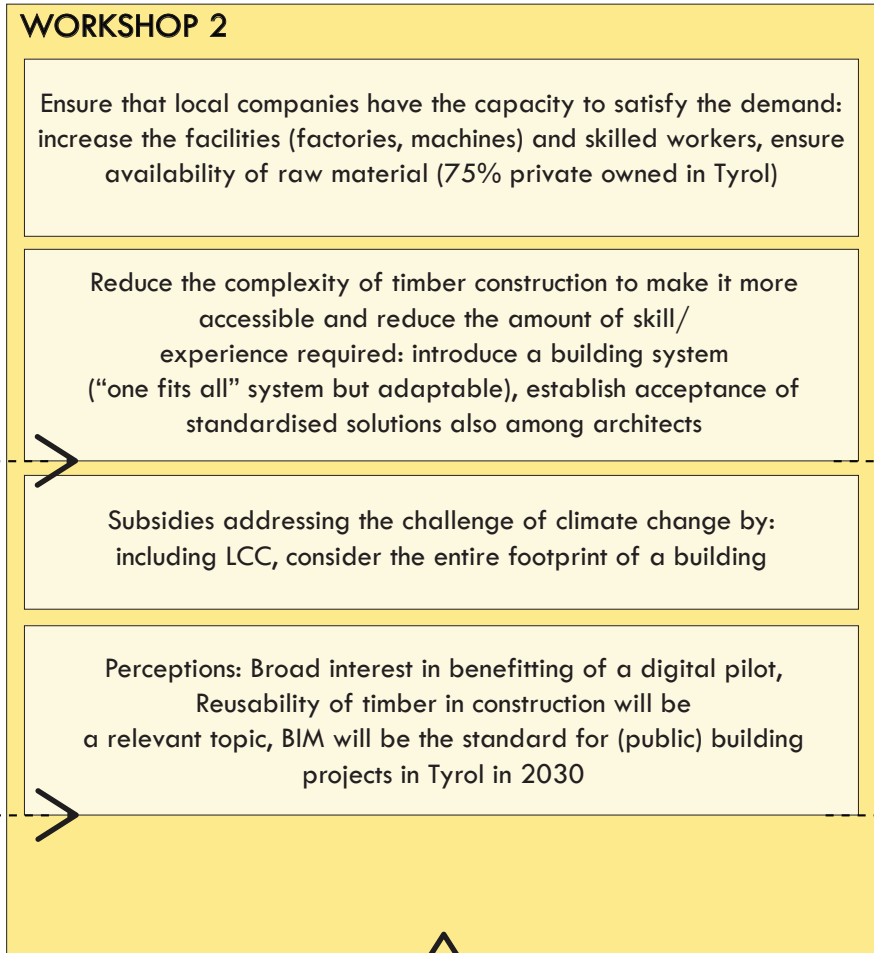 WORKSHOP 2
Ensure that local companies have the capacity to satisfy the demand:
increase the facilities (factories, machines) and skilled workers, ensure
availability of raw material (75% private owned in Tyrol)
Reduce the complexity of timber construction to make it more
accessible and reduce the amount of skill/
experience required: introduce a building system
(“one fits all” system but adaptable), establish acceptance of
standardised solutions also among architects
Subsidies addressing the challenge of climate change by:
including LCC, consider the entire footprint of a building
Perceptions: Broad interest in benefitting of a digital pilot,
Reusability of timber in construction will be
a relevant topic, BIM will be the standard for (public) building
projects in Tyrol in 2030